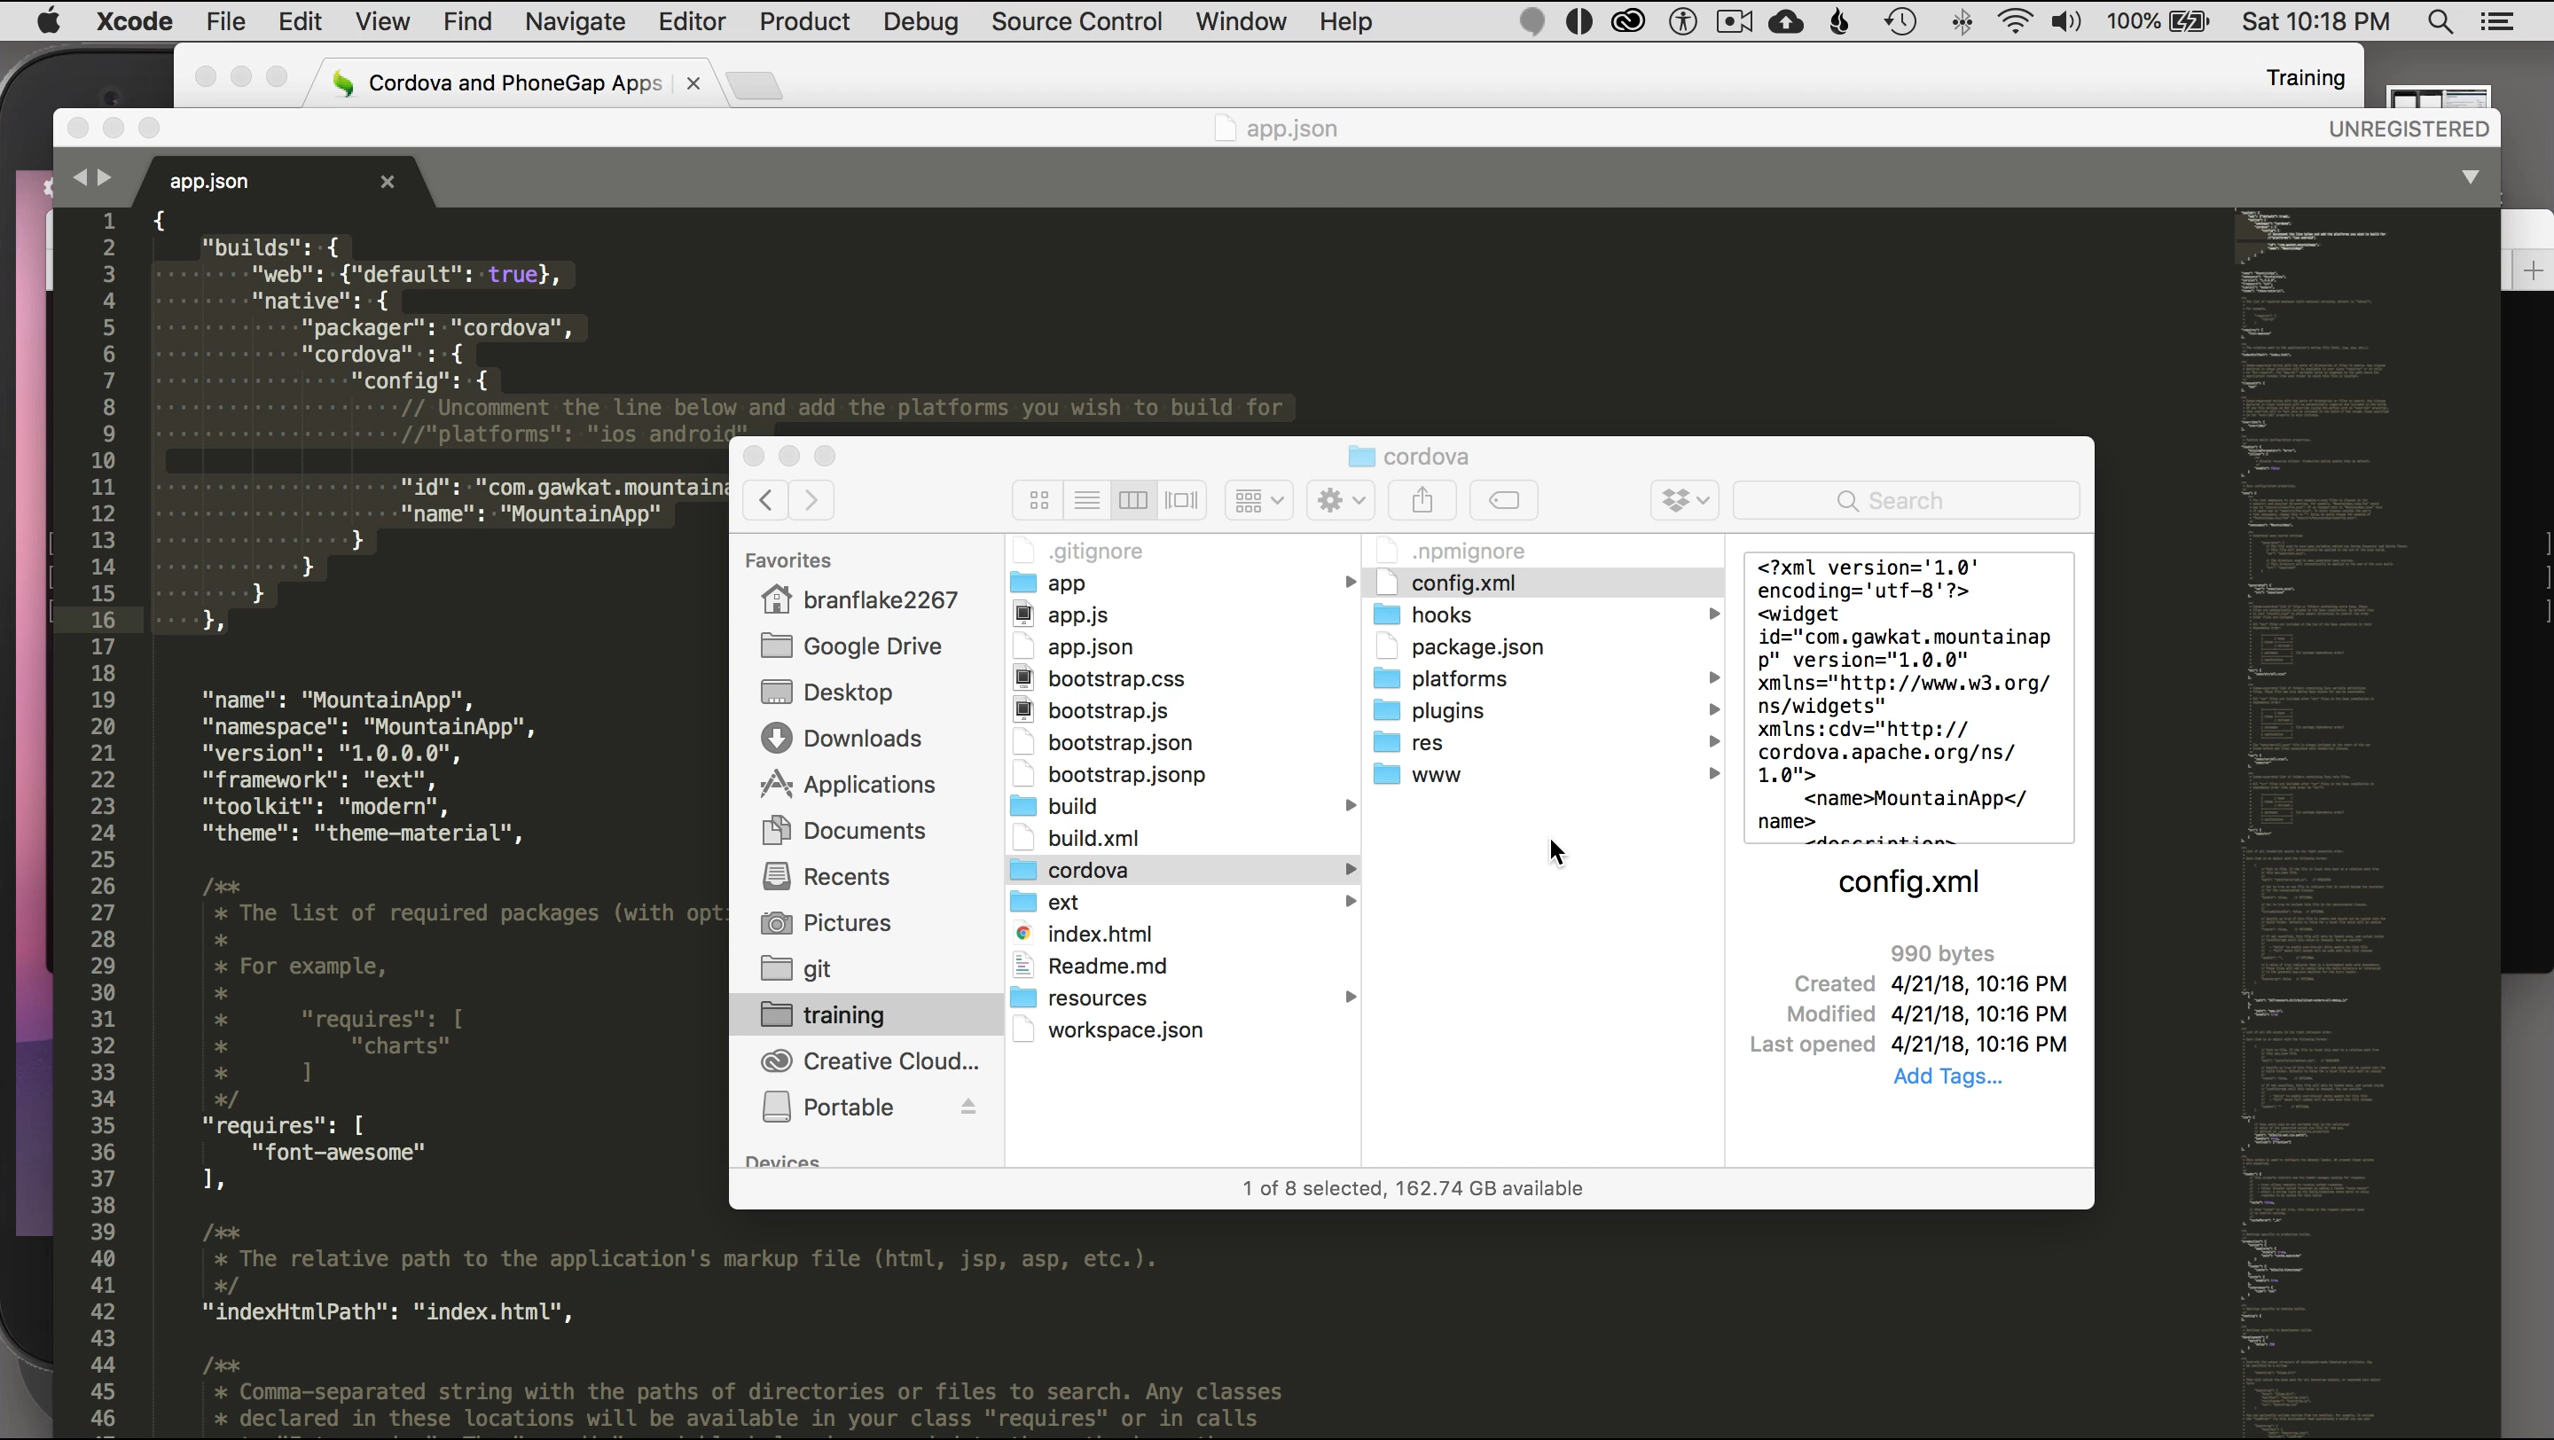 Xcode File Edit View Find Navigate Editor Product Debug Source Control Window Help 100% Sat 10:18 PM
Cordova and PhoneGap Apps
Training
app.json
UNREGISTERED
app.json
1 {
2 "builds": {
3 "web": {"default": true},
4 "native": {
5 "packager": "cordova",
6 "cordova" : {
7 "config": {
8 // Uncomment the line below and add the platforms you wish to build for
9 //"platforms": "ios android"
10
11 "id": "com.gawkat.mountaina
12 "name": "MountainApp"
13 }
14 }
15 }
16 },
17
18
19 "name": "MountainApp",
20 "namespace": "MountainApp",
21 "version": "1.0.0.0",
22 "framework": "ext",
23 "toolkit": "modern",
24 "theme": "theme-material",
25
26 /**
27 * The list of required packages (with opti
28 *
29 * For example,
30 *
31 * "requires": [
32 * "charts"
33 * ]
34 */
35 "requires": [
36 "font-awesome"
37 ],
38
39 /**
40 * The relative path to the application's markup file (html, jsp, asp, etc.).
41 */
42 "indexHtmlPath": "index.html",
43
44 /**
45 * Comma-separated string with the paths of directories or files to search. Any classes
46 * declared in these locations will be available in your class "requires" or in calls
cordova
Search
Favorites
branflake2267
Google Drive
Desktop
Downloads
Applications
Documents
Recents
Pictures
git
training
Creative Cloud...
Portable
Devices
.gitignore
app
app.js
app.json
bootstrap.css
bootstrap.js
bootstrap.json
bootstrap.jsonp
build
build.xml
cordova
ext
index.html
Readme.md
resources
workspace.json
.npmignore
config.xml
hooks
package.json
platforms
plugins
res
www
<?xml version='1.0'
encoding='utf-8'?>
<widget
id="com.gawkat.mountainap
p" version="1.0.0"
xmlns="http://www.w3.org/
ns/widgets"
xmlns:cdv="http://
cordova.apache.org/ns/
1.0">
<name>MountainApp</
name>
<description>
config.xml
990 bytes
Created 4/21/18, 10:16 PM
Modified 4/21/18, 10:16 PM
Last opened 4/21/18, 10:16 PM
Add Tags...
1 of 8 selected, 162.74 GB available